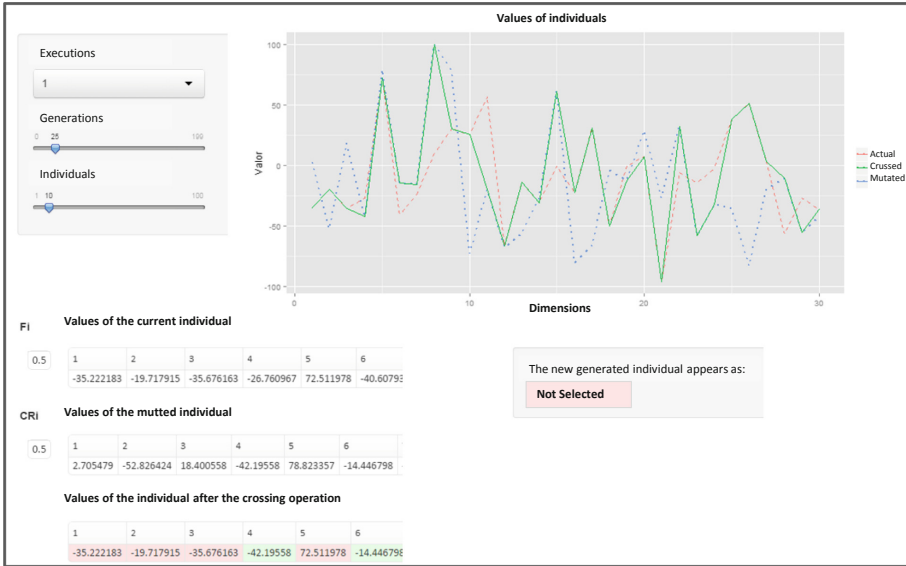 Values of individuals
Executions
1
Generations
0 25 199
Individuals
1 10 100
Valor
100
50
0
-50
-100
0 10 20 30
Dimensions
Actual
Crussed
Mutated
Fi
Values of the current individual
0.5
1 2 3 4 5 6
-35.222183 -19.717915 -35.676163 -26.760967 72.511978 -40.60793
The new generated individual appears as:
Not Selected
CRi
Values of the mutted individual
0.5
1 2 3 4 5 6
2.705479 -52.826424 18.400558 -42.19558 78.823357 -14.446798
Values of the individual after the crossing operation
1 2 3 4 5 6
-35.222183 -19.717915 -35.676163 -42.19558 72.511978 -14.446798